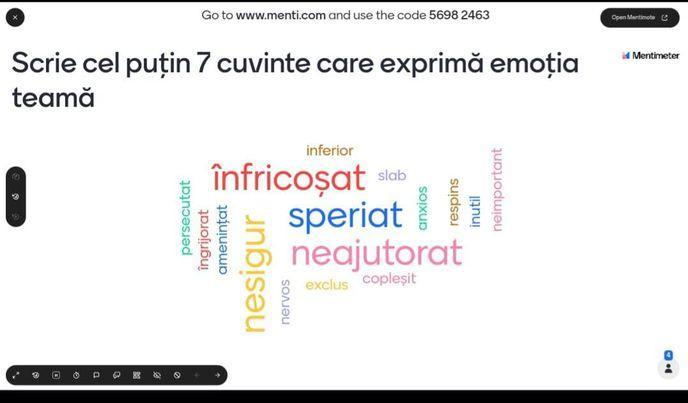 Go to www.menti.com and use the code 5698 2463
Open Mentimote
Scrie cel puțin 7 cuvinte care exprimă emoția
teamă
Mentimeter
inferior
înfricoșat
slab
persecutat
îngrijorat
amenințat
nesigur
speriat
anxios
respins
inutil
neimportant
neajutorat
nervos
exclus
copleșit
4